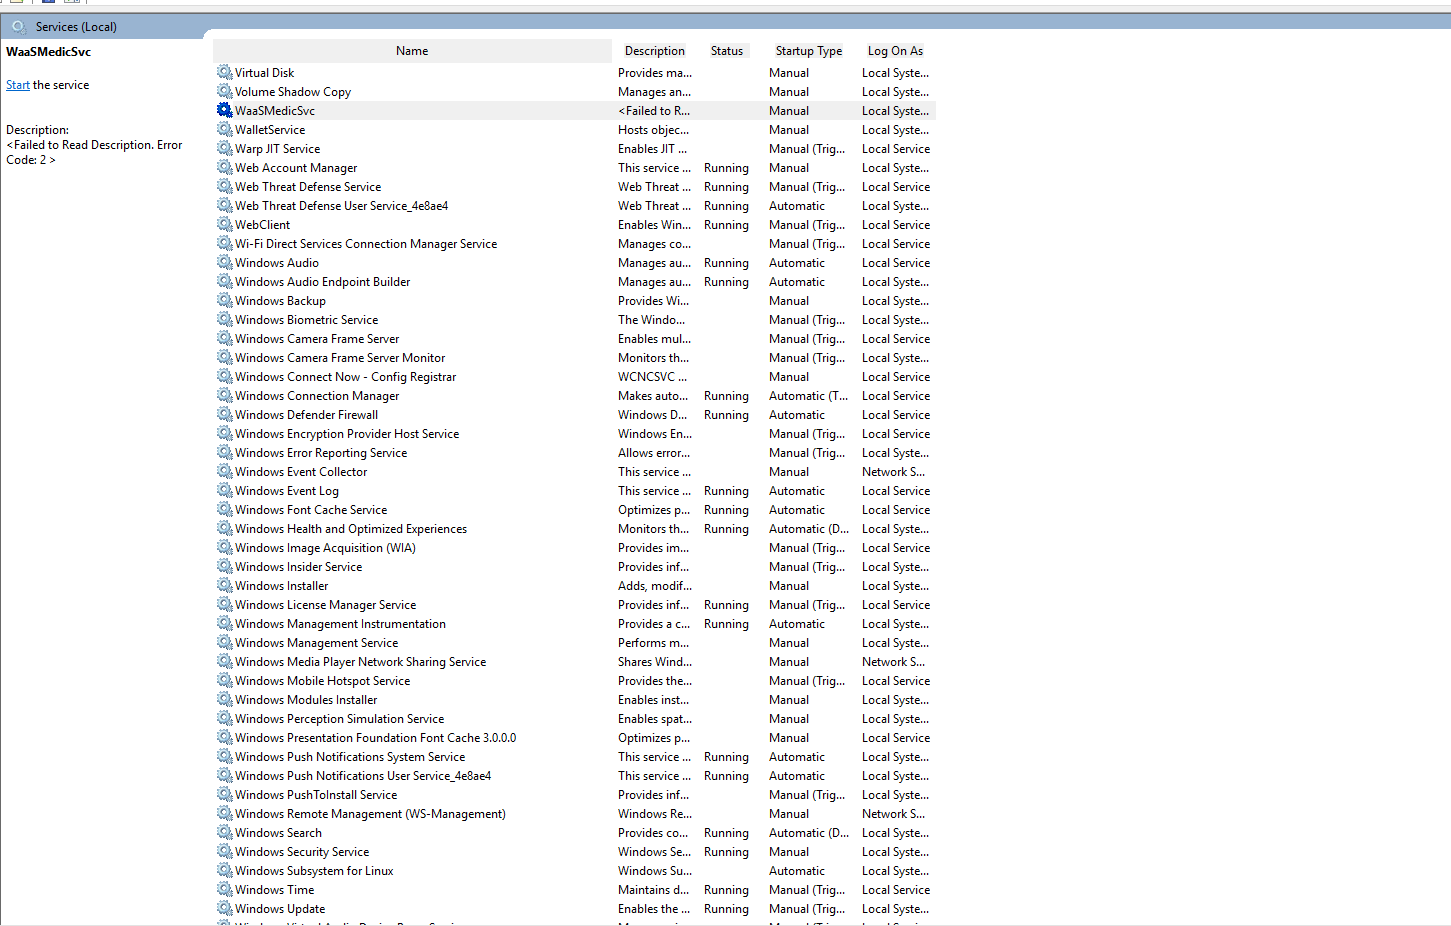 Services (Local)
WaaSMedicSvc
Start the service
Description:
<Failed to Read Description. Error
Code: 2 >
Name Description Status Startup Type Log On As
Virtual Disk Provides ma... Manual Local Syste...
Volume Shadow Copy Manages an... Manual Local Syste...
WaaSMedicSvc <Failed to R... Manual Local Syste...
WalletService Hosts objec... Manual Local Syste...
Warp JIT Service Enables JIT ... Manual (Trig... Local Service
Web Account Manager This service ... Running Manual Local Syste...
Web Threat Defense Service Web Threat ... Running Manual (Trig... Local Service
Web Threat Defense User Service_4e8ae4 Web Threat ... Running Automatic Local Syste...
WebClient Enables Win... Running Manual (Trig... Local Service
Wi-Fi Direct Services Connection Manager Service Manages co... Manual (Trig... Local Service
Windows Audio Manages au... Running Automatic Local Service
Windows Audio Endpoint Builder Manages au... Running Automatic Local Syste...
Windows Backup Provides Wi... Manual Local Syste...
Windows Biometric Service The Windo... Manual (Trig... Local Syste...
Windows Camera Frame Server Enables mul... Manual (Trig... Local Service
Windows Camera Frame Server Monitor Monitors th... Manual (Trig... Local Syste...
Windows Connect Now - Config Registrar WCNCSVC ... Manual Local Service
Windows Connection Manager Makes auto... Running Automatic (T... Local Service
Windows Defender Firewall Windows D... Running Automatic Local Service
Windows Encryption Provider Host Service Windows En... Manual (Trig... Local Service
Windows Error Reporting Service Allows error... Manual (Trig... Local Syste...
Windows Event Collector This service ... Manual Network S...
Windows Event Log This service ... Running Automatic Local Service
Windows Font Cache Service Optimizes p... Running Automatic Local Service
Windows Health and Optimized Experiences Monitors th... Running Automatic (D... Local Syste...
Windows Image Acquisition (WIA) Provides im... Manual (Trig... Local Service
Windows Insider Service Provides inf... Manual (Trig... Local Syste...
Windows Installer Adds, modif... Manual Local Syste...
Windows License Manager Service Provides inf... Running Manual (Trig... Local Service
Windows Management Instrumentation Provides a c... Running Automatic Local Syste...
Windows Management Service Performs m... Manual Local Syste...
Windows Media Player Network Sharing Service Shares Wind... Manual Network S...
Windows Mobile Hotspot Service Provides the... Manual (Trig... Local Service
Windows Modules Installer Enables inst... Manual Local Syste...
Windows Perception Simulation Service Enables spat... Manual Local Syste...
Windows Presentation Foundation Font Cache 3.0.0.0 Optimizes p... Manual Local Service
Windows Push Notifications System Service This service ... Running Automatic Local Syste...
Windows Push Notifications User Service_4e8ae4 This service ... Running Automatic Local Syste...
Windows PushToInstall Service Provides inf... Manual (Trig... Local Syste...
Windows Remote Management (WS-Management) Windows Re... Manual Network S...
Windows Search Provides co... Running Automatic (D... Local Syste...
Windows Security Service Windows Se... Running Manual Local Syste...
Windows Subsystem for Linux Windows Su... Automatic Local Syste...
Windows Time Maintains d... Running Manual (Trig... Local Service
Windows Update Enables the ... Running Manual (Trig... Local Syste...